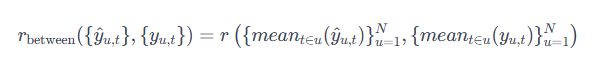 r_between({ŷ_{u,t}}, {y_{u,t}}) = r ({mean_{t∈u}(ŷ_{u,t})}_{u=1}^N, {mean_{t∈u}(y_{u,t})}_{u=1}^N)